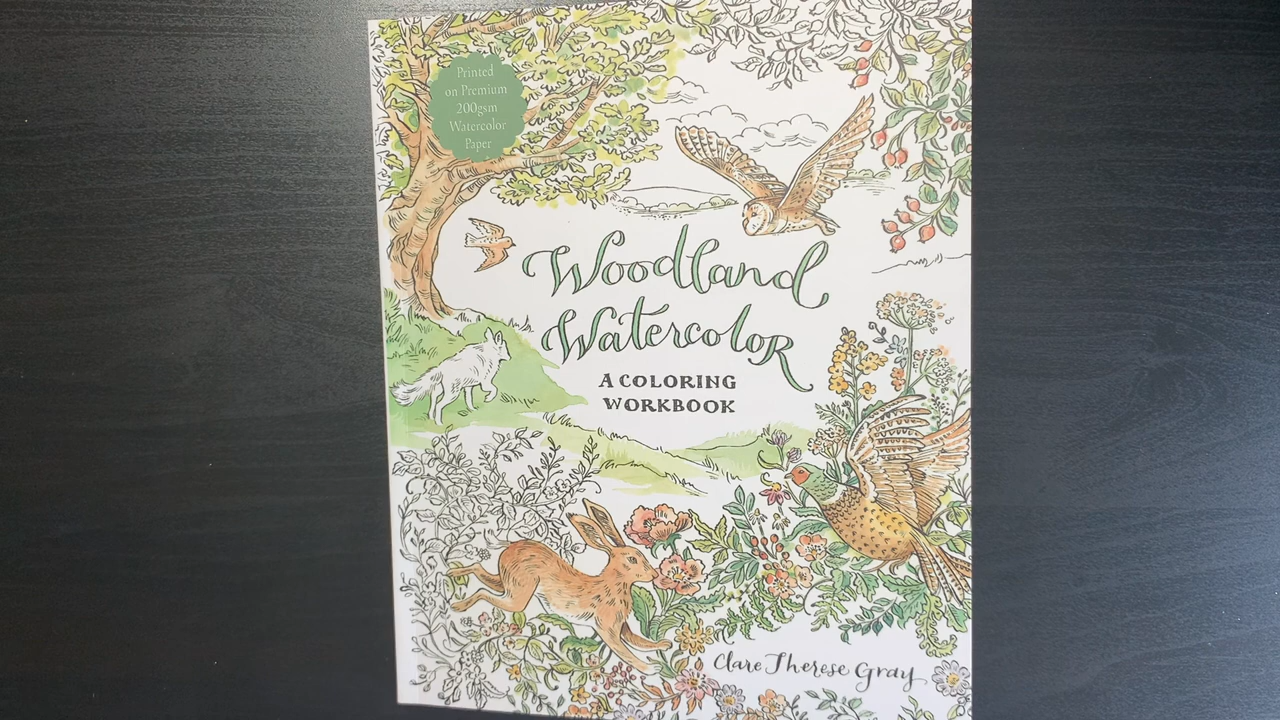 Printed
on Premium
200gsm
Watercolor
Paper
Woodland
Watercolor
A COLORING
WORKBOOK
Clare Therese Gray